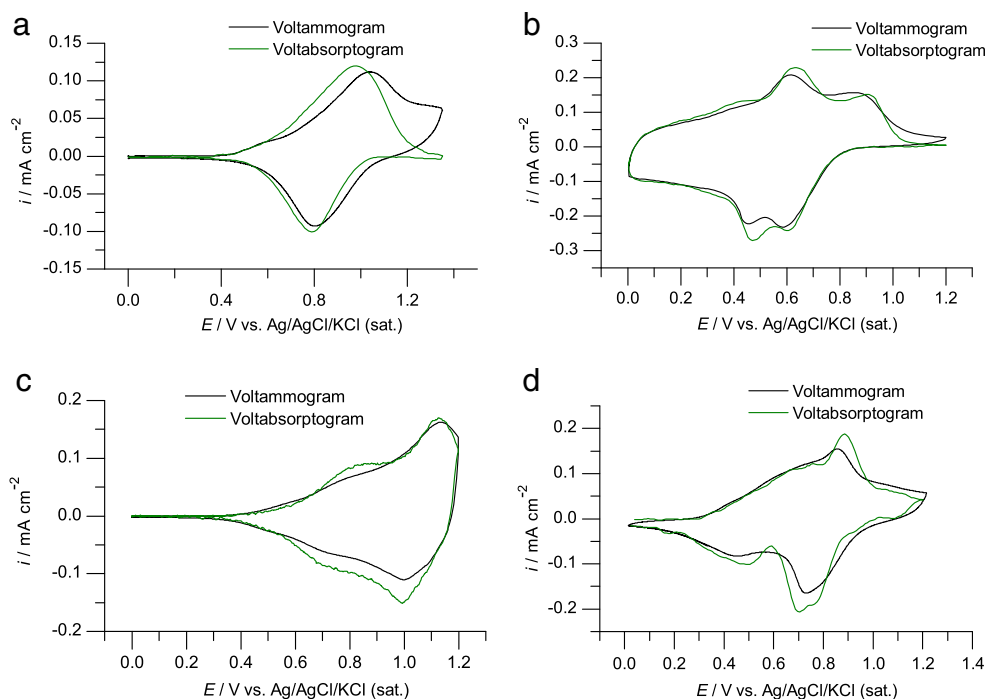 a
Voltammogram
Voltabsorptogram
0.15
0.10
0.05
0.00
-0.05
-0.10
-0.15
i / mA cm⁻²
0.0 0.4 0.8 1.2
E / V vs. Ag/AgCl/KCl (sat.)
b
Voltammogram
Voltabsorptogram
0.3
0.2
0.1
0.0
-0.1
-0.2
-0.3
i / mA cm⁻²
0.0 0.2 0.4 0.6 0.8 1.0 1.2
E / V vs. Ag/AgCl/KCl (sat.)
c
Voltammogram
Voltabsorptogram
0.2
0.1
0.0
-0.1
-0.2
i / mA cm⁻²
0.0 0.2 0.4 0.6 0.8 1.0 1.2
E / V vs. Ag/AgCl/KCl (sat.)
d
Voltammogram
Voltabsorptogram
0.2
0.1
0.0
-0.1
-0.2
i / mA cm⁻²
0.0 0.2 0.4 0.6 0.8 1.0 1.2 1.4
E / V vs. Ag/AgCl/KCl (sat.)